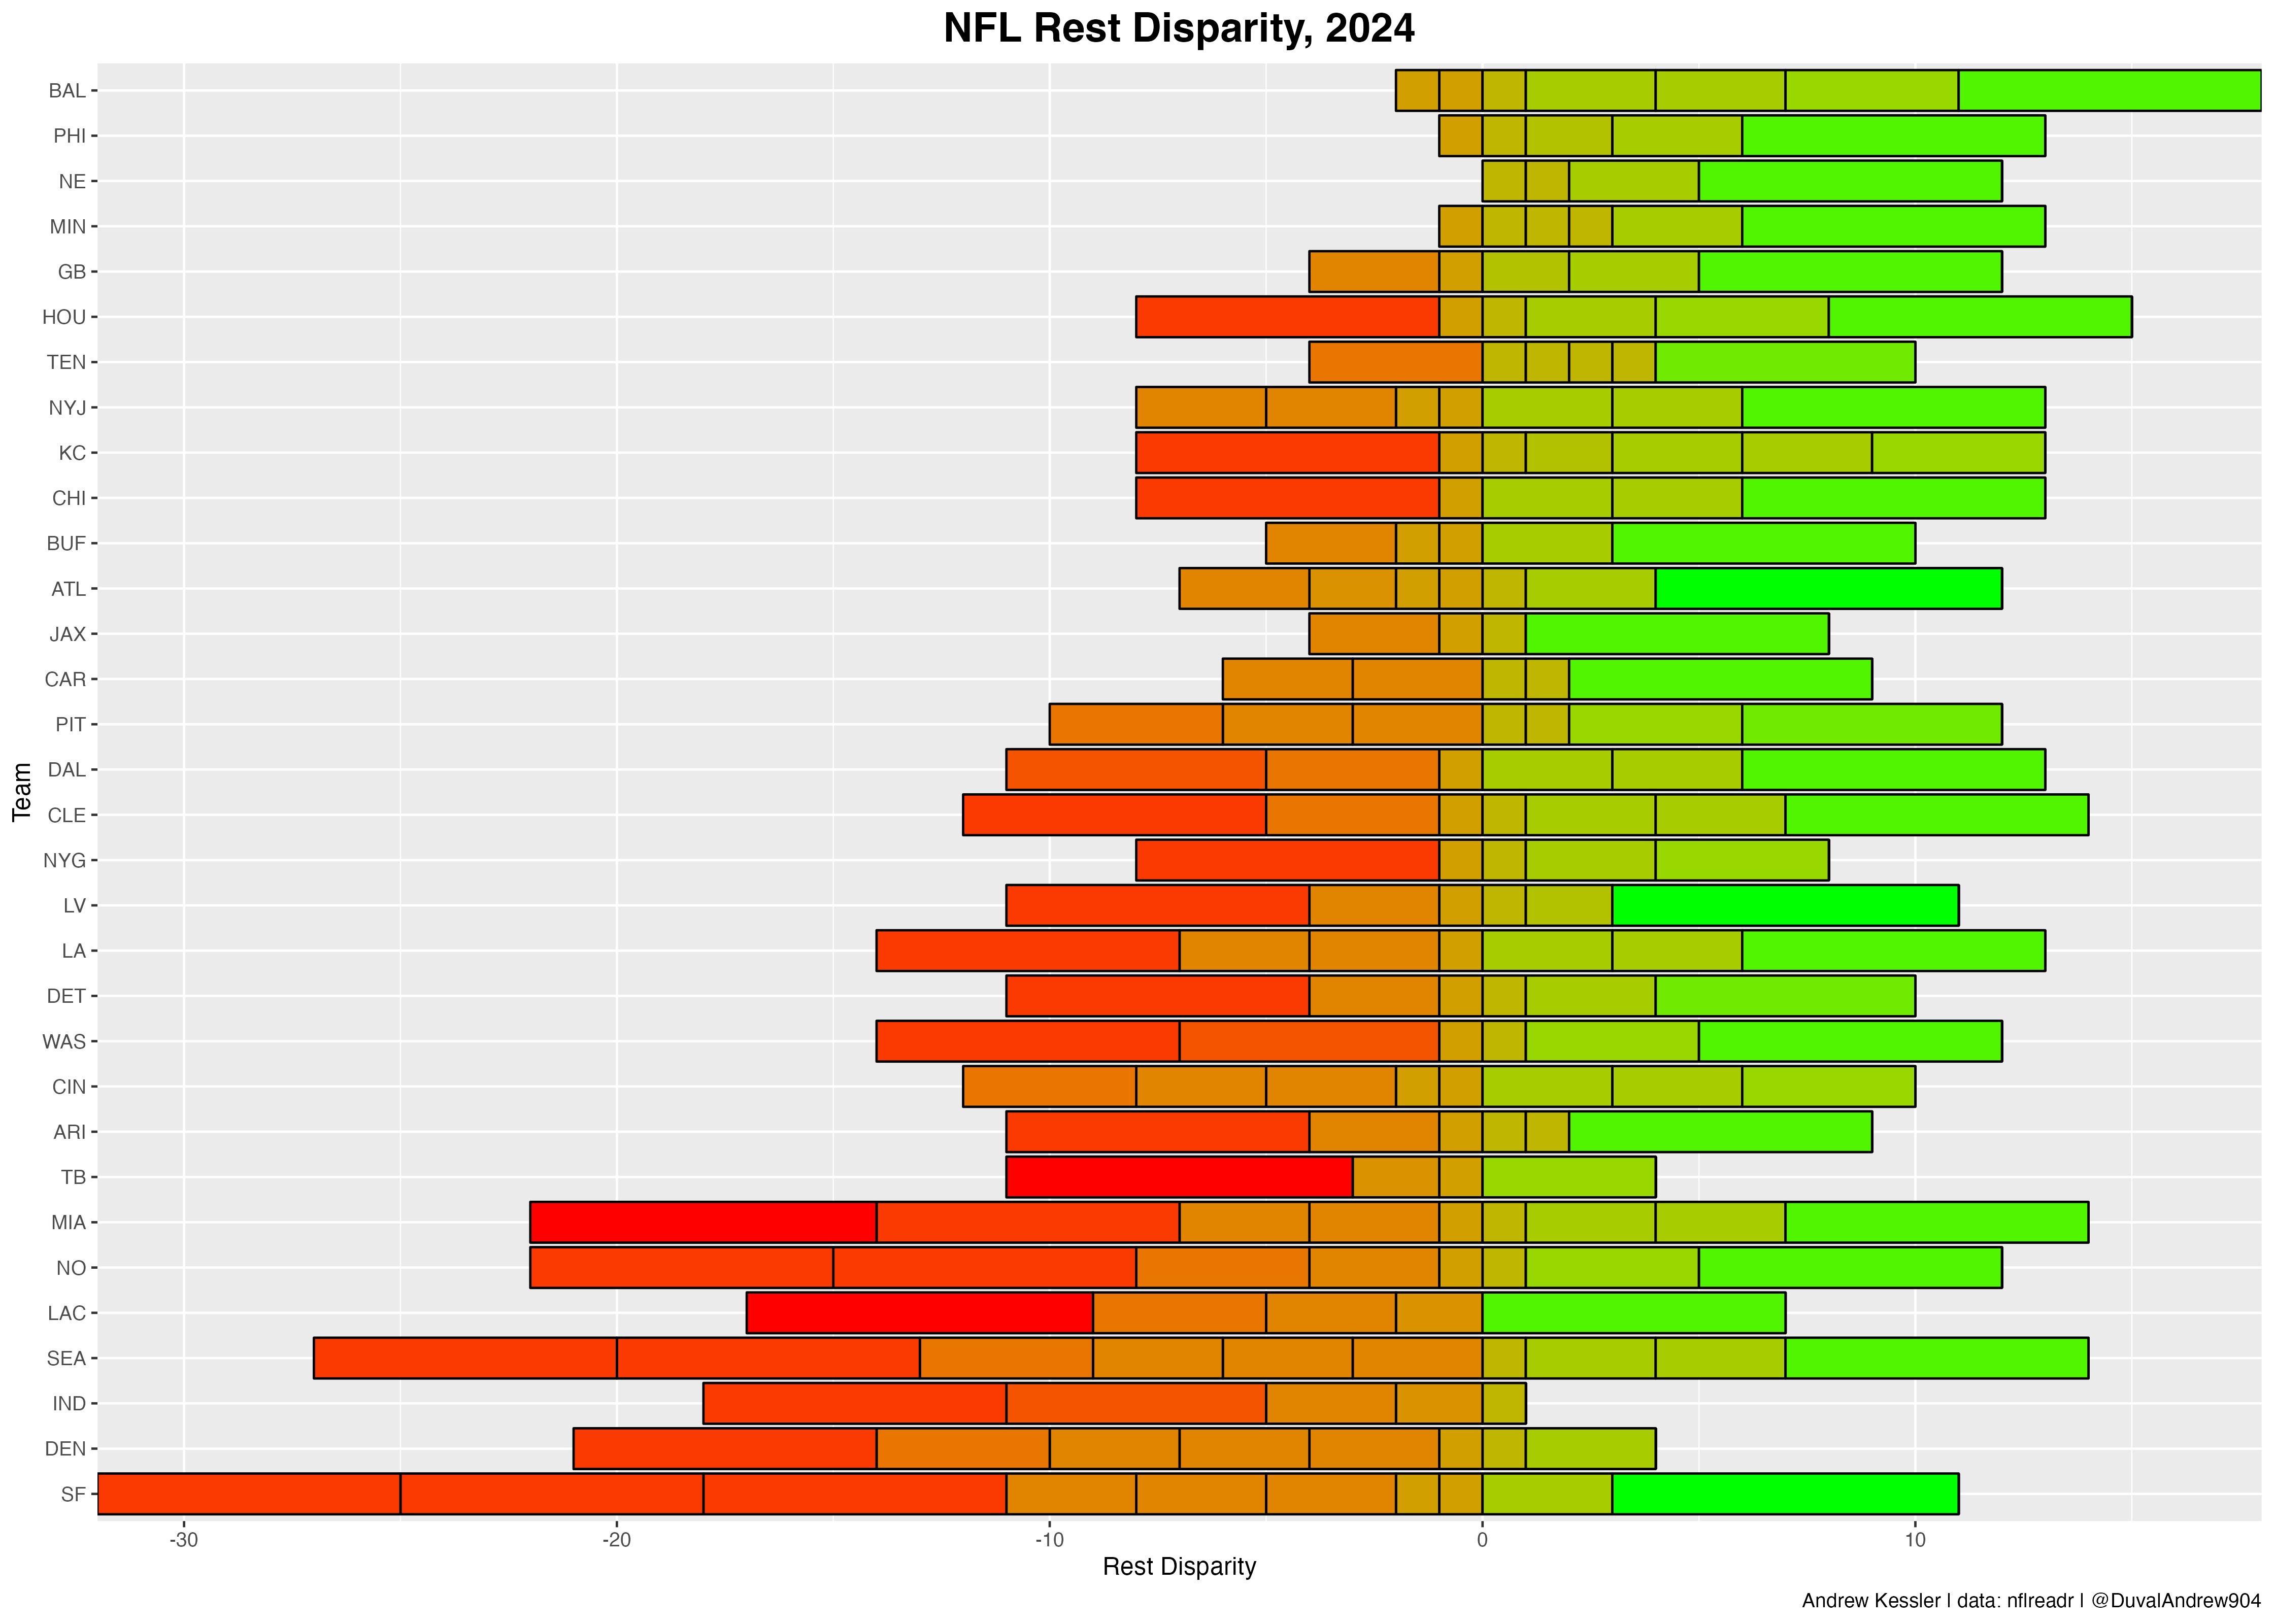 NFL Rest Disparity, 2024
BAL
PHI
NE
MIN
GB
HOU
TEN
NYJ
KC
CHI
BUF
ATL
JAX
CAR
PIT
DAL
CLE
NYG
LV
LA
DET
WAS
CIN
ARI
TB
MIA
NO
LAC
SEA
IND
DEN
SF
Team
-30 -20 -10 0 10
Rest Disparity
Andrew Kessler | data: nflreadr | @DuvalAndrew904